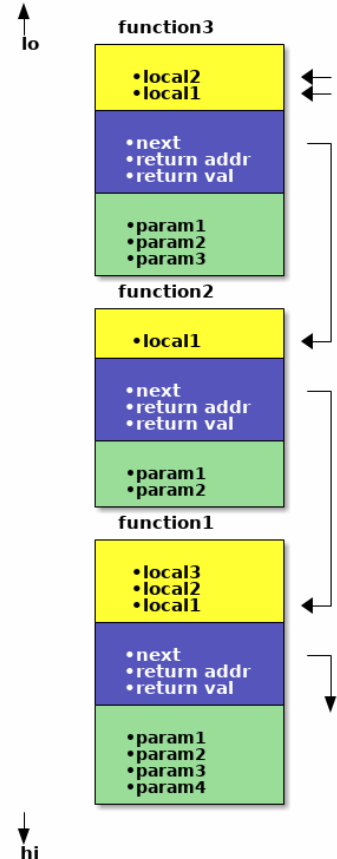 lo
function3
•local2
•local1
•next
•return addr
•return val
•param1
•param2
•param3
function2
•local1
•next
•return addr
•return val
•param1
•param2
function1
•local3
•local2
•local1
•next
•return addr
•return val
•param1
•param2
•param3
•param4
hi